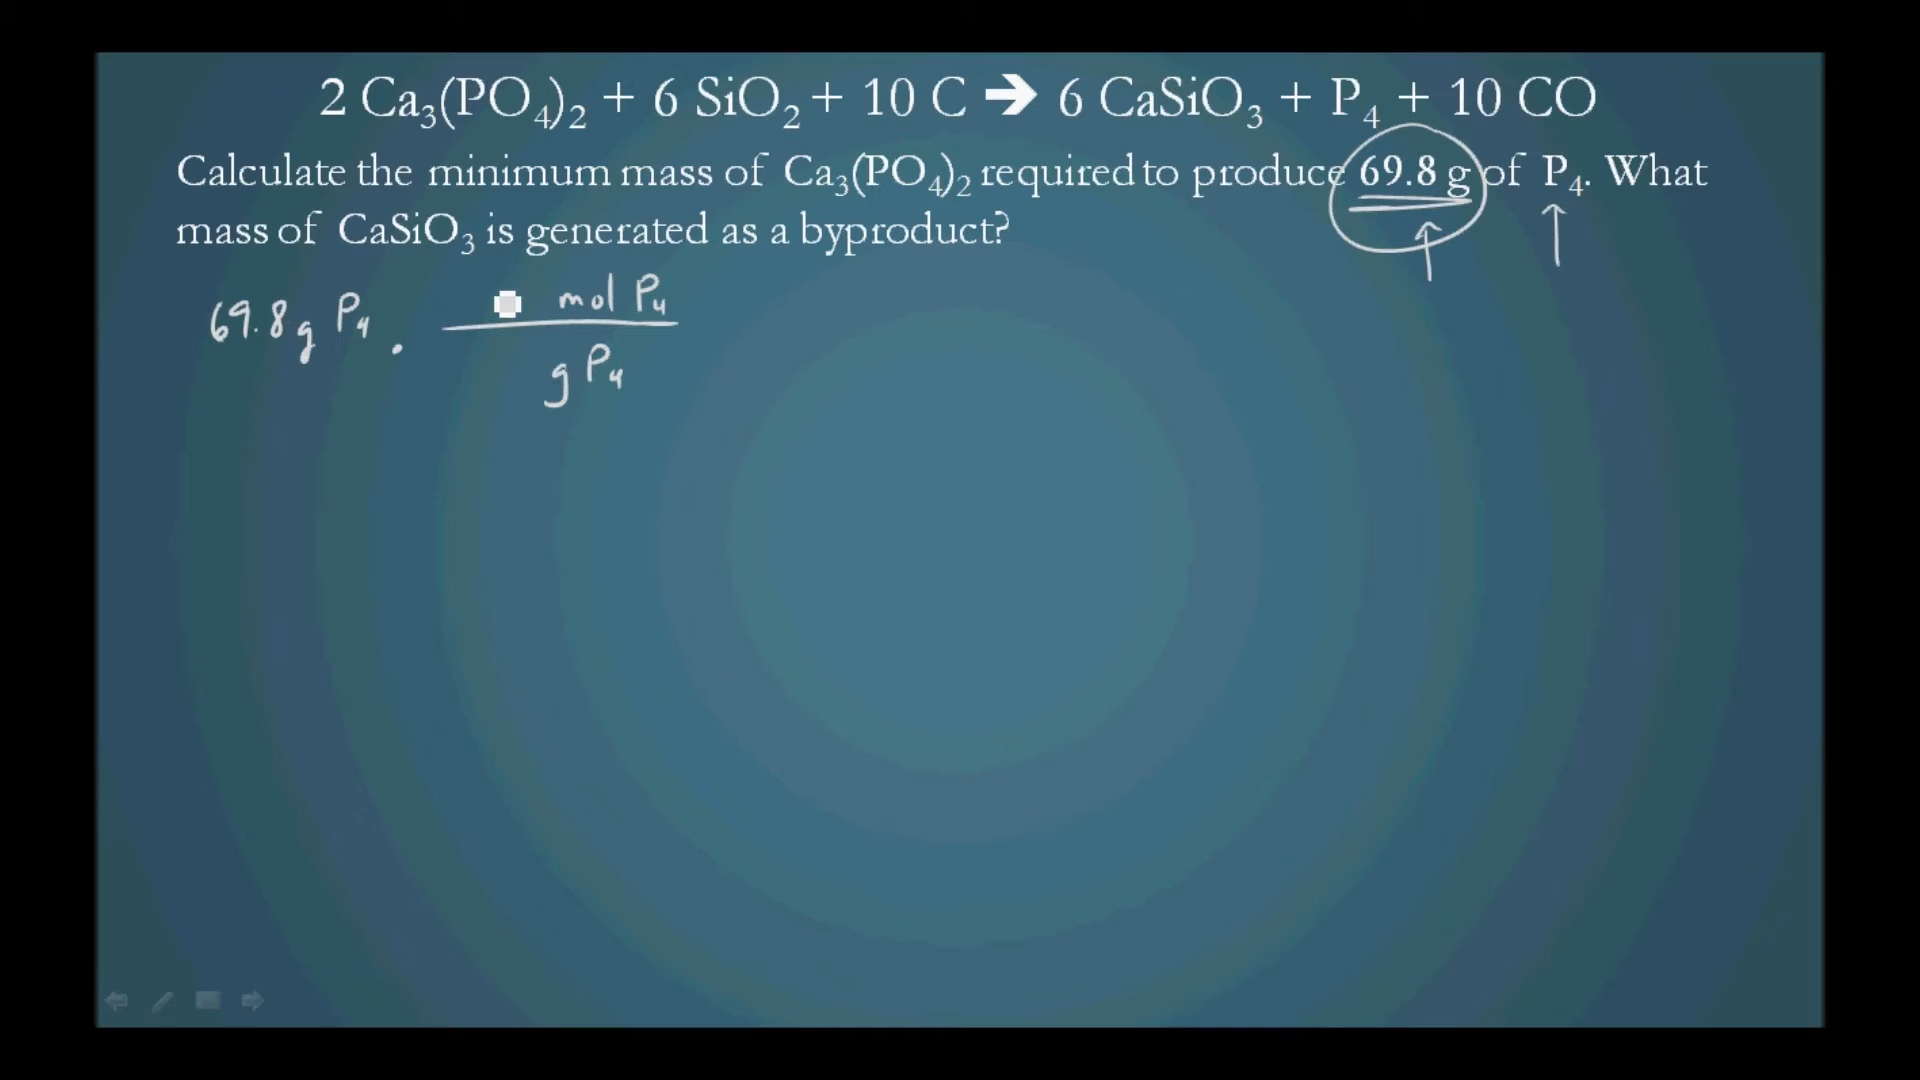 2 Ca₃(PO₄)₂ + 6 SiO₂ + 10 C ➔ 6 CaSiO₃ + P₄ + 10 CO
Calculate the minimum mass of Ca₃(PO₄)₂ required to produce 69.8 g of P₄. What
mass of CaSiO₃ is generated as a byproduct?
69.8 g P₄ · mol P₄
g P₄